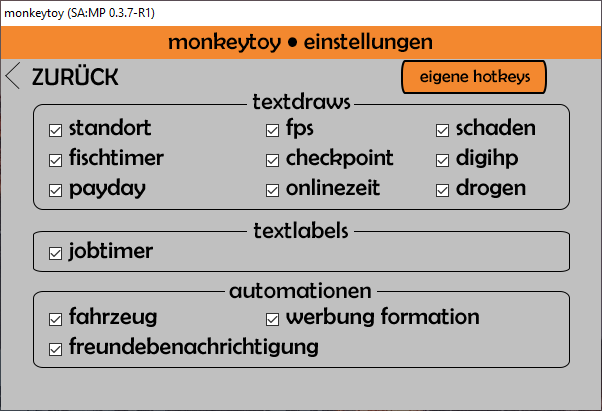 monkeytoy (SA:MP 0.3.7-R1)
monkeytoy • einstellungen
ZURÜCK eigene hotkeys
textdraws
standort fps schaden
fischtimer checkpoint digihp
payday onlinezeit drogen
textlabels
jobtimer
automationen
fahrzeug werbung formation
freundebenachrichtigung